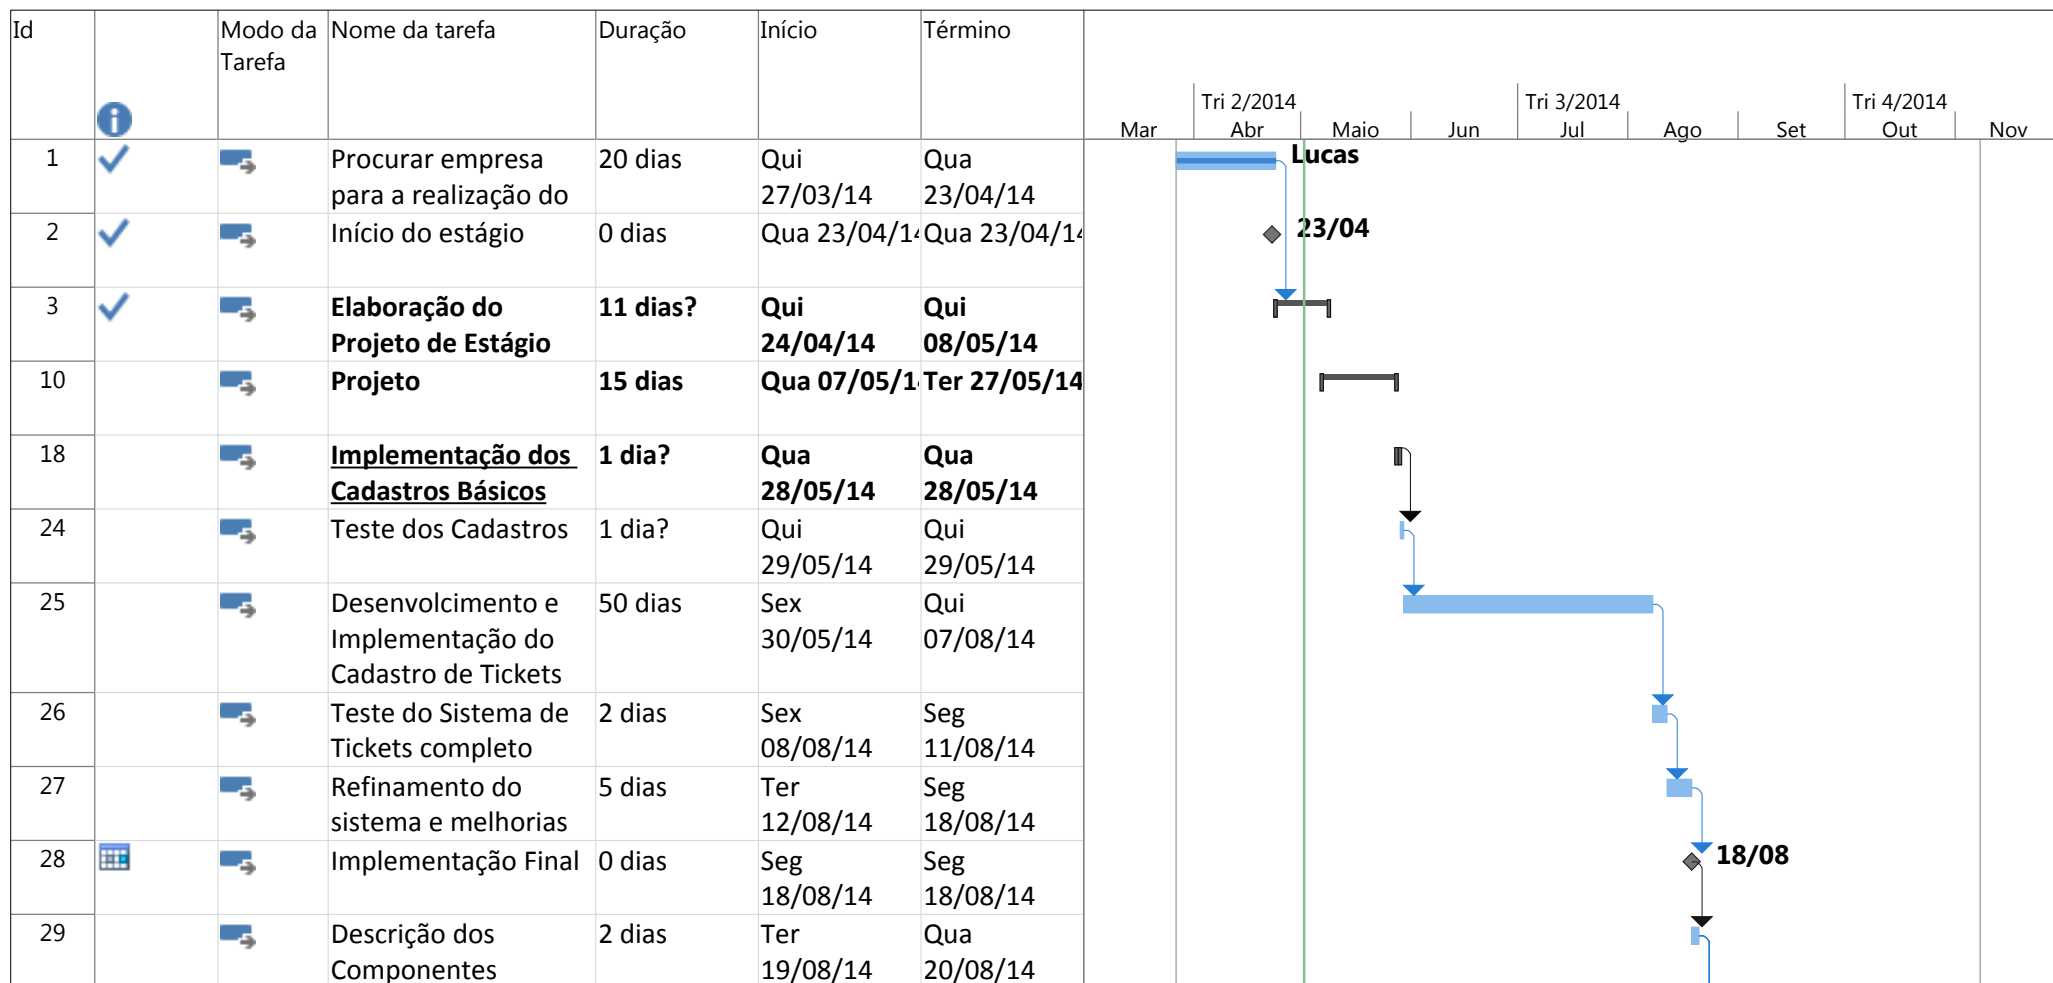 Id
Modo da
Tarefa
Nome da tarefa
Duração
Início
Término
Tri 2/2014
Tri 3/2014
Tri 4/2014
Mar
Abr
Maio
Jun
Jul
Ago
Set
Out
Nov
1
Procurar empresa
para a realização do
20 dias
Qui
27/03/14
Qua
23/04/14
Lucas
2
Início do estágio
0 dias
Qua 23/04/14
Qua 23/04/14
23/04
3
Elaboração do
Projeto de Estágio
11 dias?
Qui
24/04/14
Qui
08/05/14
10
Projeto
15 dias
Qua 07/05/14
Ter 27/05/14
18
Implementação dos
Cadastros Básicos
1 dia?
Qua
28/05/14
Qua
28/05/14
24
Teste dos Cadastros
1 dia?
Qui
29/05/14
Qui
29/05/14
25
Desenvolcimento e
Implementação do
Cadastro de Tickets
50 dias
Sex
30/05/14
Qui
07/08/14
26
Teste do Sistema de
Tickets completo
2 dias
Sex
08/08/14
Seg
11/08/14
27
Refinamento do
sistema e melhorias
5 dias
Ter
12/08/14
Seg
18/08/14
28
Implementação Final
0 dias
Seg
18/08/14
Seg
18/08/14
18/08
29
Descrição dos
Componentes
2 dias
Ter
19/08/14
Qua
20/08/14